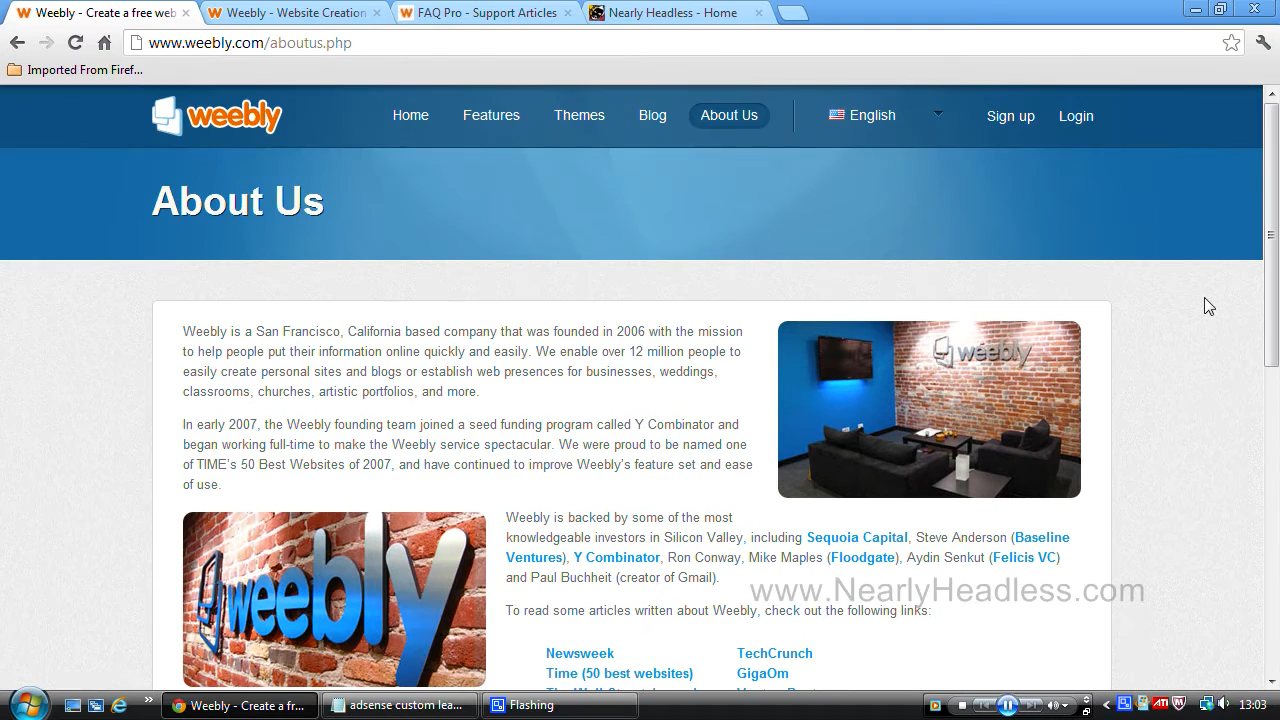 Weebly - Create a free web
Weebly - Website Creation
FAQ Pro - Support Articles
Nearly Headless - Home
www.weebly.com/aboutus.php
Imported From Firef...
weebly
Home
Features
Themes
Blog
About Us
English
Sign up
Login
About Us
Weebly is a San Francisco, California based company that was founded in 2006 with the mission
to help people put their information online quickly and easily. We enable over 12 million people to
easily create personal sites and blogs or establish web presences for businesses, weddings,
classrooms, churches, artistic portfolios, and more.
In early 2007, the Weebly founding team joined a seed funding program called Y Combinator and
began working full-time to make the Weebly service spectacular. We were proud to be named one
of TIME's 50 Best Websites of 2007, and have continued to improve Weebly's feature set and ease
of use.
weebly
weebly
Weebly is backed by some of the most
knowledgeable investors in Silicon Valley, including Sequoia Capital, Steve Anderson (Baseline
Ventures), Y Combinator, Ron Conway, Mike Maples (Floodgate), Aydin Senkut (Felicis VC)
and Paul Buchheit (creator of Gmail).
www.NearlyHeadless.com
To read some articles written about Weebly, check out the following links:
Newsweek
TechCrunch
Time (50 best websites)
GigaOm
Weebly - Create a fr...
adsense custom lea...
Flashing
ATI
13:03